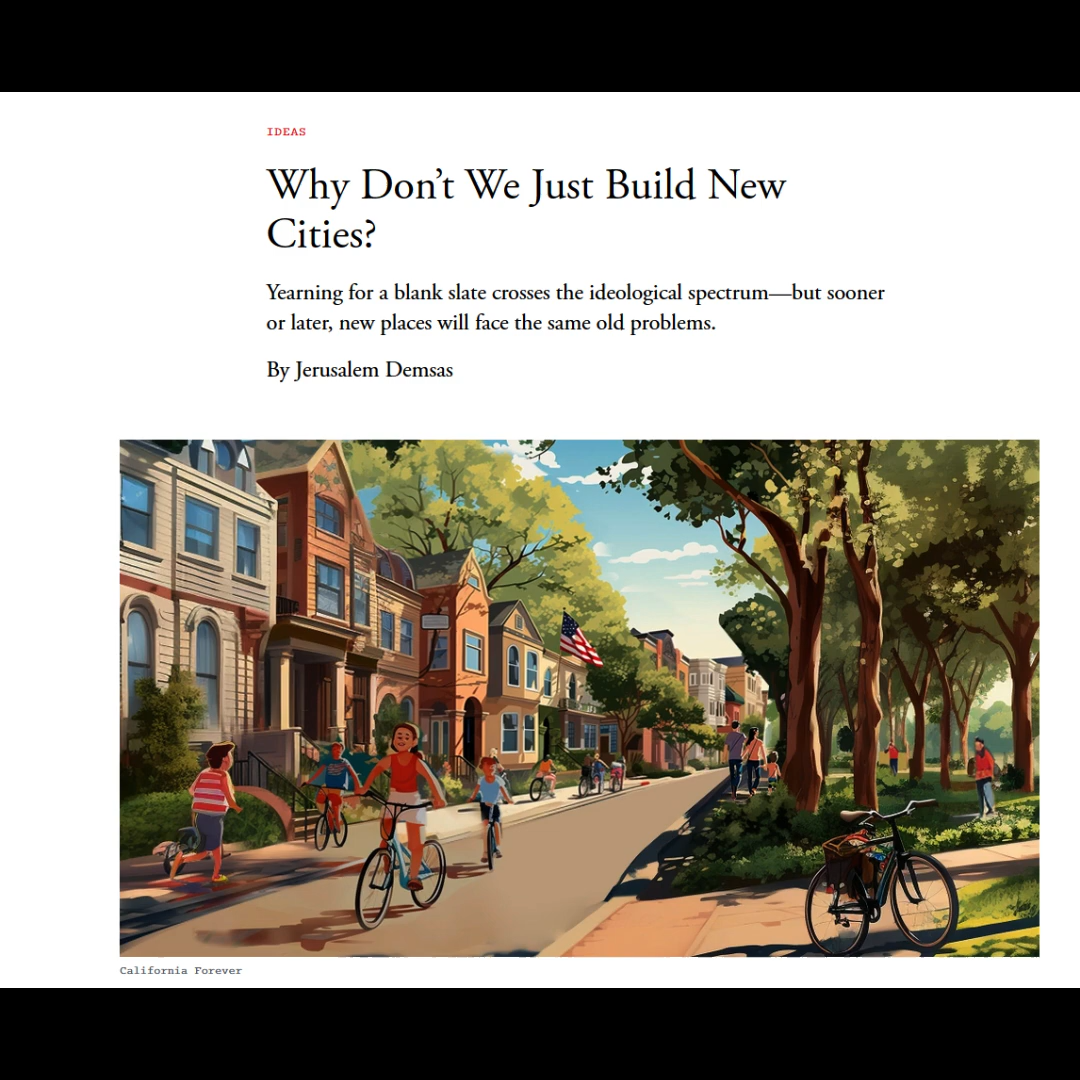 IDEAS
Why Don’t We Just Build New
Cities?
Yearning for a blank slate crosses the ideological spectrum—but sooner
or later, new places will face the same old problems.
By Jerusalem Demsas
California Forever